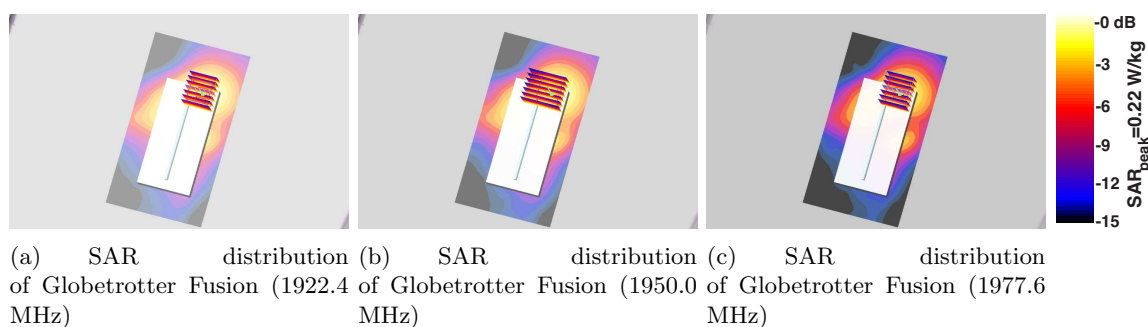 -0 dB
-3
-6
-9
-12
-15
SARpeak=0.22 W/kg
(a) SAR distribution
of Globetrotter Fusion (1922.4
MHz)
(b) SAR distribution
of Globetrotter Fusion (1950.0
MHz)
(c) SAR distribution
of Globetrotter Fusion (1977.6
MHz)